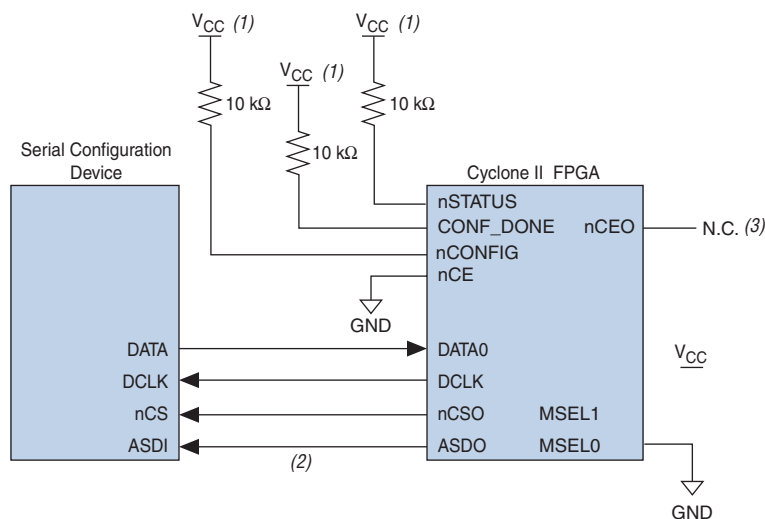 VCC (1)
VCC (1)
VCC (1)
10 kΩ
10 kΩ
10 kΩ
Serial Configuration
Device
Cyclone II FPGA
nSTATUS
CONF_DONE
nCEO
N.C. (3)
nCONFIG
nCE
GND
DATA
DATA0
VCC
DCLK
DCLK
nCS
nCSO
MSEL1
ASDI
(2)
ASDO
MSEL0
GND